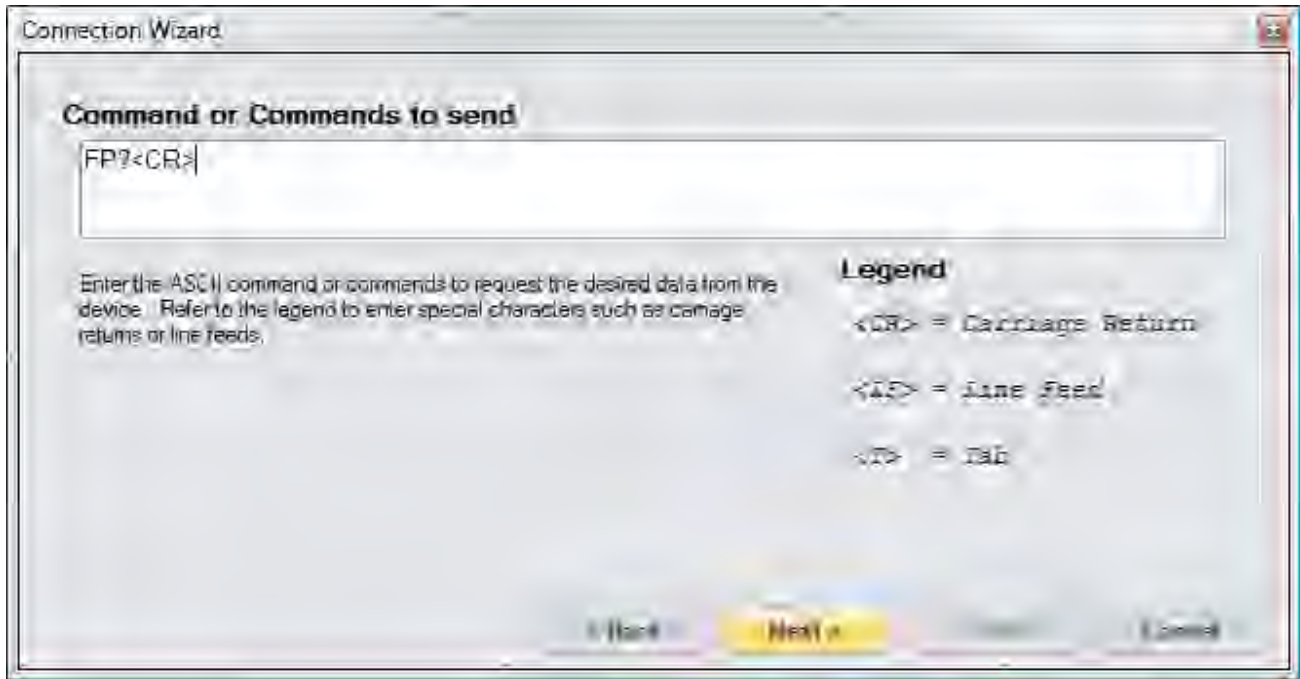 Connection Wizard
Command or Commands to send
FP?<CR>
Enter the ASCII command or commands to request the desired data from the
device. Refer to the legend to enter special characters such as carriage
returns or line feeds.
Legend
<CR> = Carriage Return
<LF> = Line Feed
<T> = Tab
< Back
Next >
Cancel